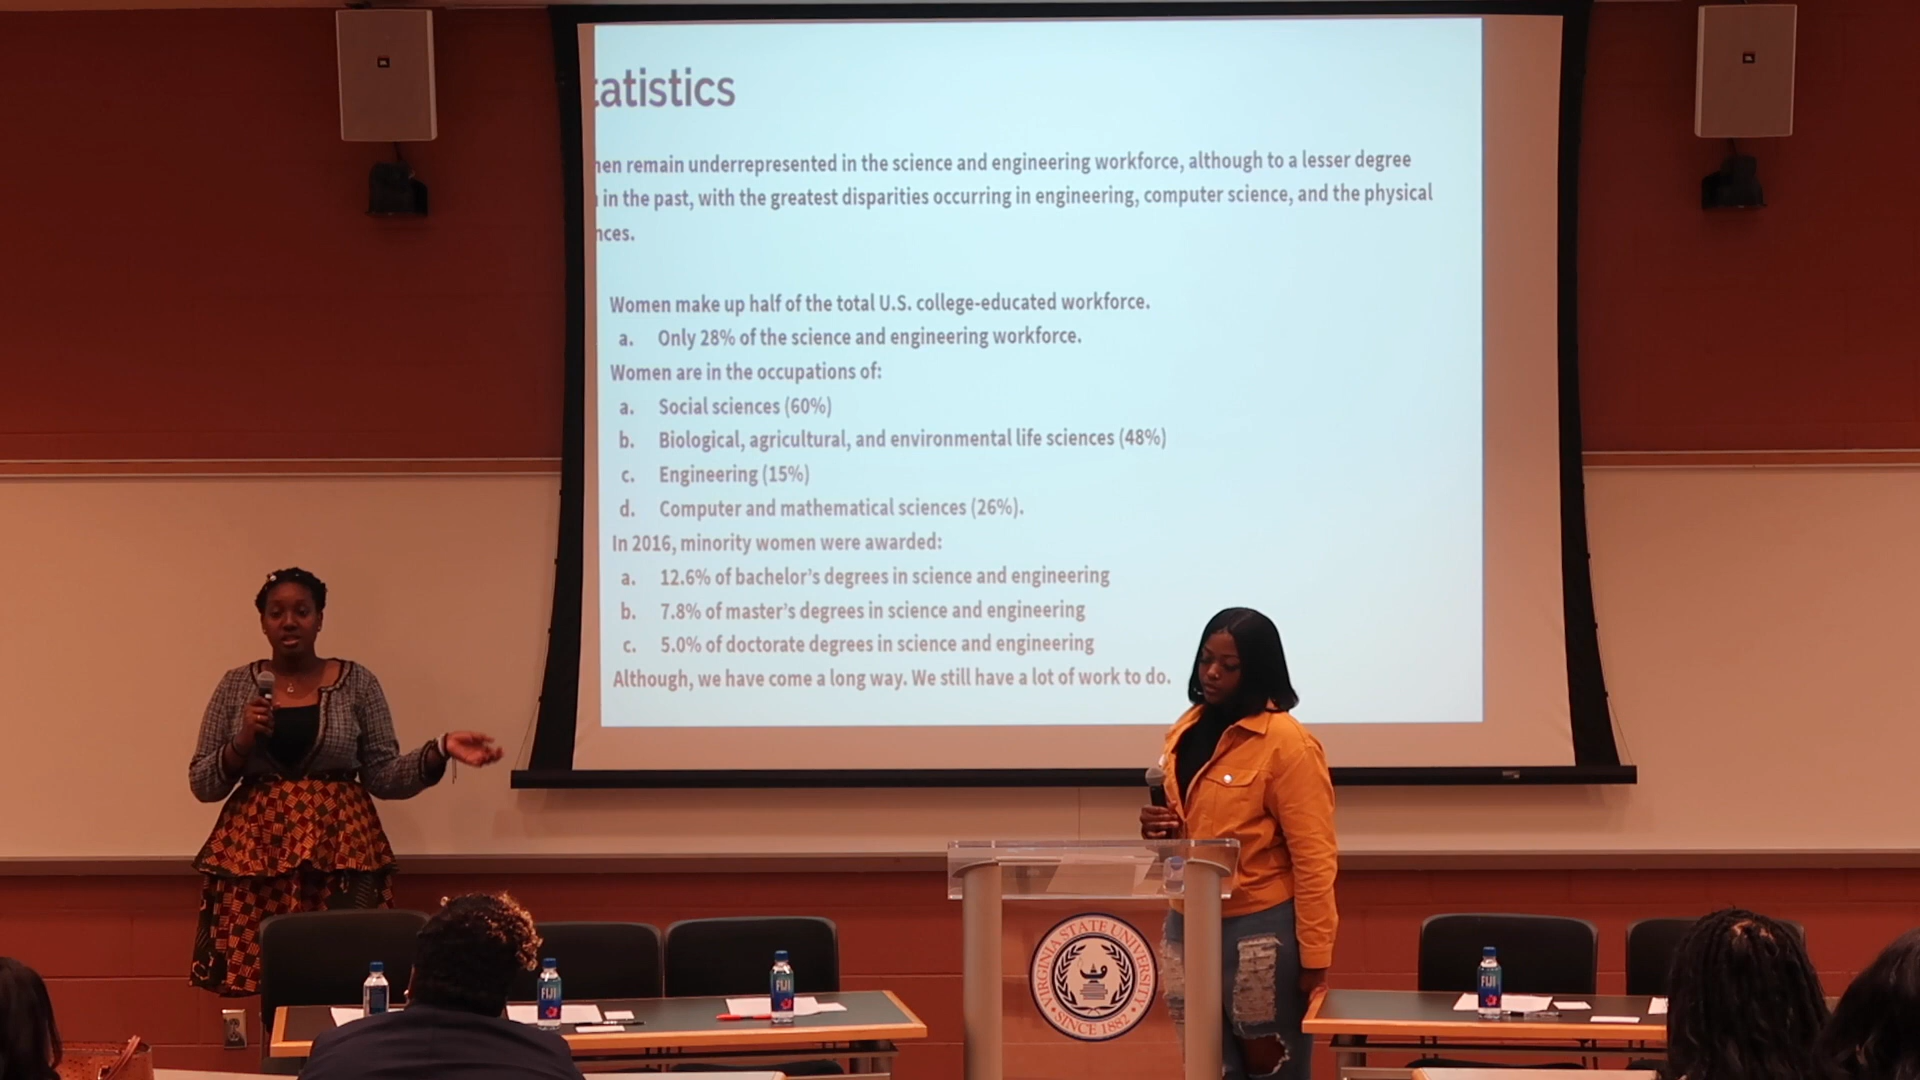 tatistics
nen remain underrepresented in the science and engineering workforce, although to a lesser degree
in the past, with the greatest disparities occurring in engineering, computer science, and the physical
nces.
Women make up half of the total U.S. college-educated workforce.
a. Only 28% of the science and engineering workforce.
Women are in the occupations of:
a. Social sciences (60%)
b. Biological, agricultural, and environmental life sciences (48%)
c. Engineering (15%)
d. Computer and mathematical sciences (26%).
In 2016, minority women were awarded:
a. 12.6% of bachelor’s degrees in science and engineering
b. 7.8% of master’s degrees in science and engineering
c. 5.0% of doctorate degrees in science and engineering
Although, we have come a long way. We still have a lot of work to do.
VIRGINIA STATE UNIVERSITY
SINCE 1882
FIJI
FIJI
FIJI
FIJI